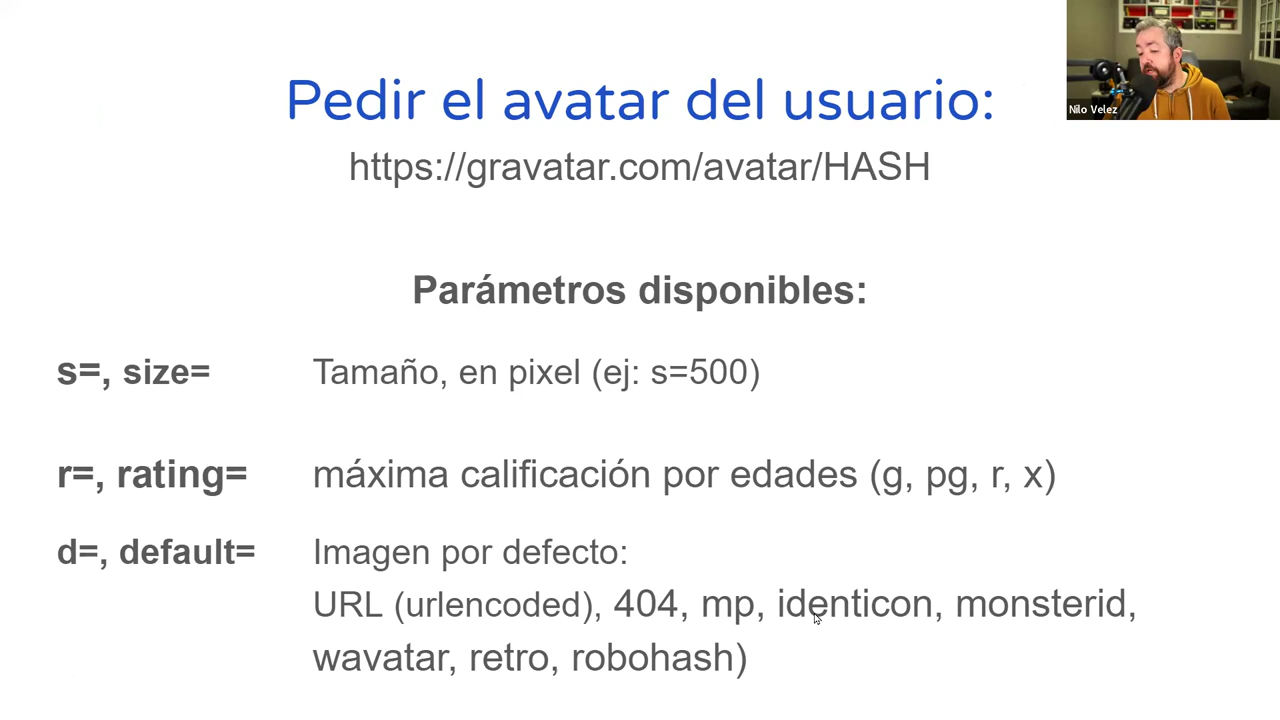 Pedir el avatar del usuario:
Nilo Velez
https://gravatar.com/avatar/HASH
Parámetros disponibles:
s=, size= Tamaño, en pixel (ej: s=500)
r=, rating= máxima calificación por edades (g, pg, r, x)
d=, default= Imagen por defecto:
URL (urlencoded), 404, mp, identicon, monsterid,
wavatar, retro, robohash)